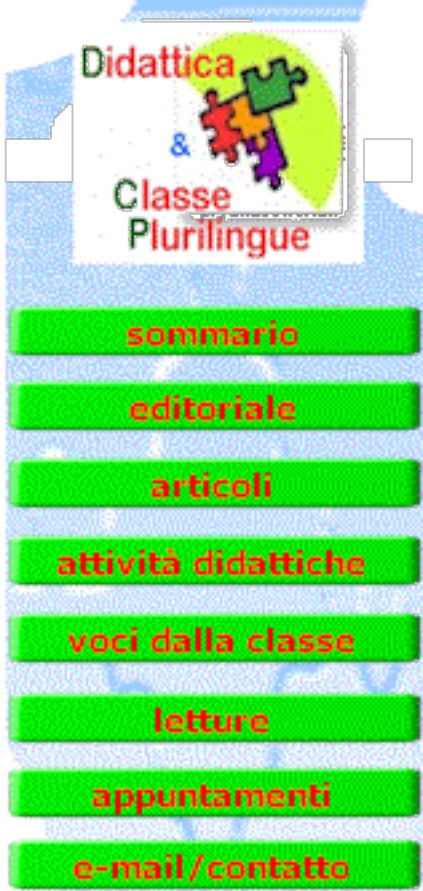 Didattica
&
Classe
Plurilingue
sommario
editoriale
articoli
attività didattiche
voci dalla classe
letture
appuntamenti
e-mail/contatto